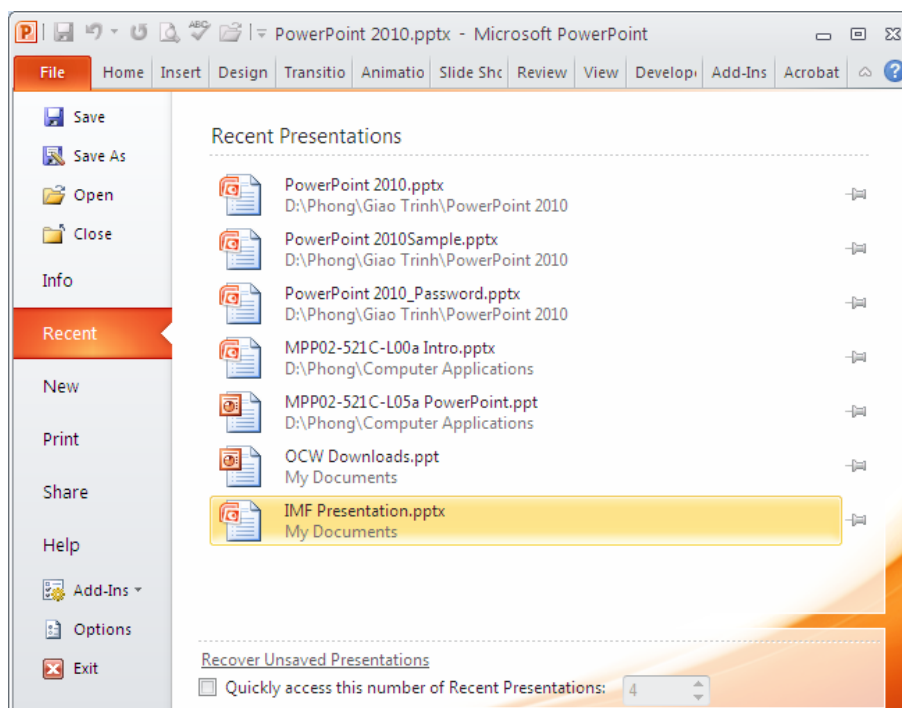 PowerPoint 2010.pptx - Microsoft PowerPoint
File Home Insert Design Transitio Animatio Slide Sho Review View Develope Add-Ins Acrobat
Save
Save As
Open
Close
Info
Recent
New
Print
Share
Help
Add-Ins
Options
Exit
Recent Presentations
PowerPoint 2010.pptx
D:\Phong\Giao Trinh\PowerPoint 2010
PowerPoint 2010Sample.pptx
D:\Phong\Giao Trinh\PowerPoint 2010
PowerPoint 2010_Password.pptx
D:\Phong\Giao Trinh\PowerPoint 2010
MPP02-521C-L00a Intro.pptx
D:\Phong\Computer Applications
MPP02-521C-L05a PowerPoint.ppt
D:\Phong\Computer Applications
OCW Downloads.ppt
My Documents
IMF Presentation.pptx
My Documents
Recover Unsaved Presentations
Quickly access this number of Recent Presentations: 4